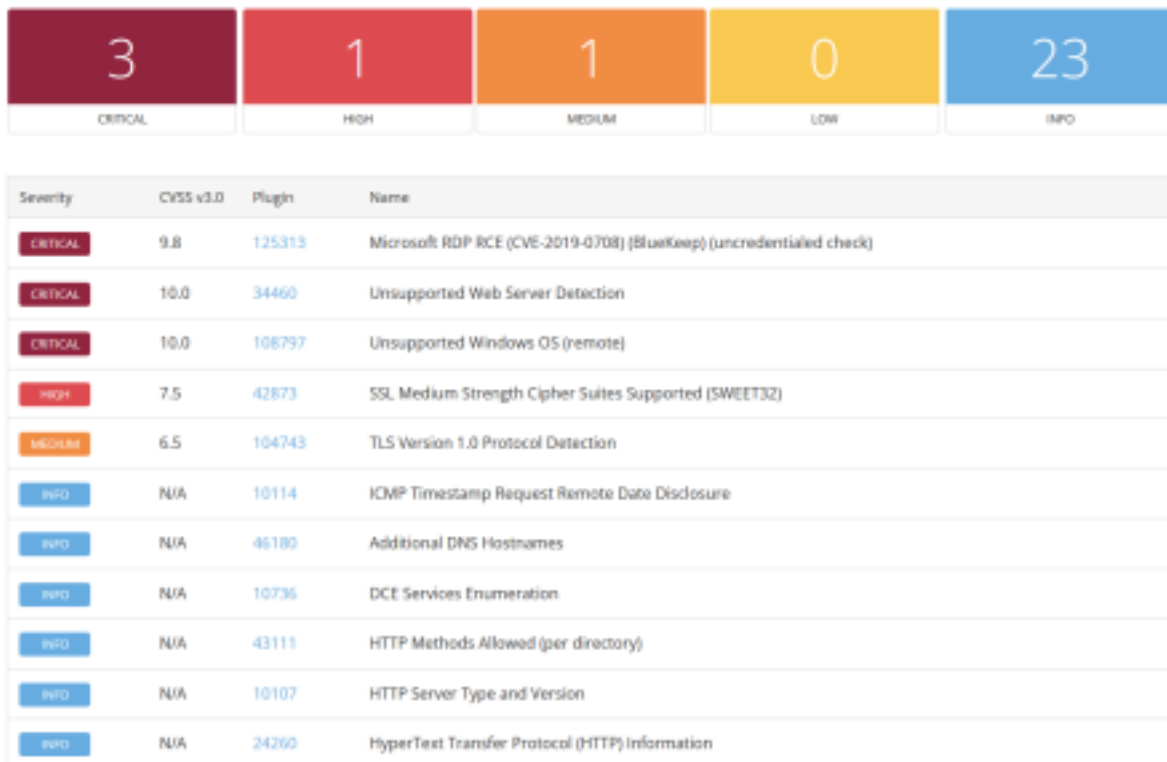 3 1 1 0 23
CRITICAL HIGH MEDIUM LOW INFO
Severity CVSS v3.0 Plugin Name
CRITICAL 9.8 125313 Microsoft RDP RCE (CVE-2019-0708) (BlueKeep) (uncredentialed check)
CRITICAL 10.0 34460 Unsupported Web Server Detection
CRITICAL 10.0 108797 Unsupported Windows OS (remote)
HIGH 7.5 42873 SSL Medium Strength Cipher Suites Supported (SWEET32)
MEDIUM 6.5 104743 TLS Version 1.0 Protocol Detection
INFO N/A 10114 ICMP Timestamp Request Remote Date Disclosure
INFO N/A 46180 Additional DNS Hostnames
INFO N/A 10736 DCE Services Enumeration
INFO N/A 43111 HTTP Methods Allowed (per directory)
INFO N/A 10107 HTTP Server Type and Version
INFO N/A 24260 HyperText Transfer Protocol (HTTP) Information